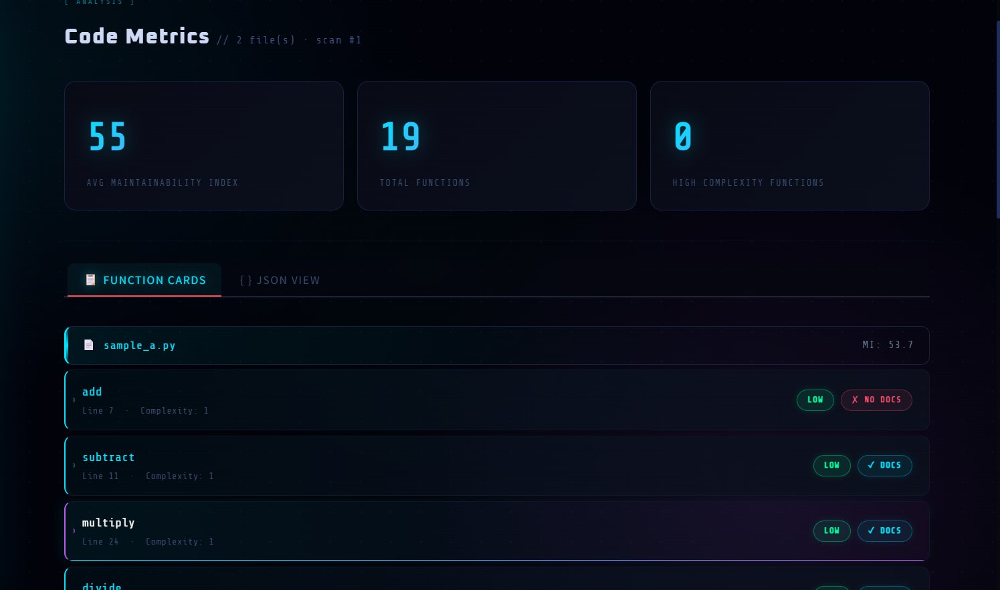 [ ANALYSIS ]
Code Metrics // 2 file(s) · scan #1
55
AVG MAINTAINABILITY INDEX
19
TOTAL FUNCTIONS
0
HIGH COMPLEXITY FUNCTIONS
FUNCTION CARDS
{ } JSON VIEW
sample_a.py
MI: 53.7
add
Line 7 · Complexity: 1
LOW
✗ NO DOCS
subtract
Line 11 · Complexity: 1
LOW
✓ DOCS
multiply
Line 24 · Complexity: 1
LOW
✓ DOCS
divide